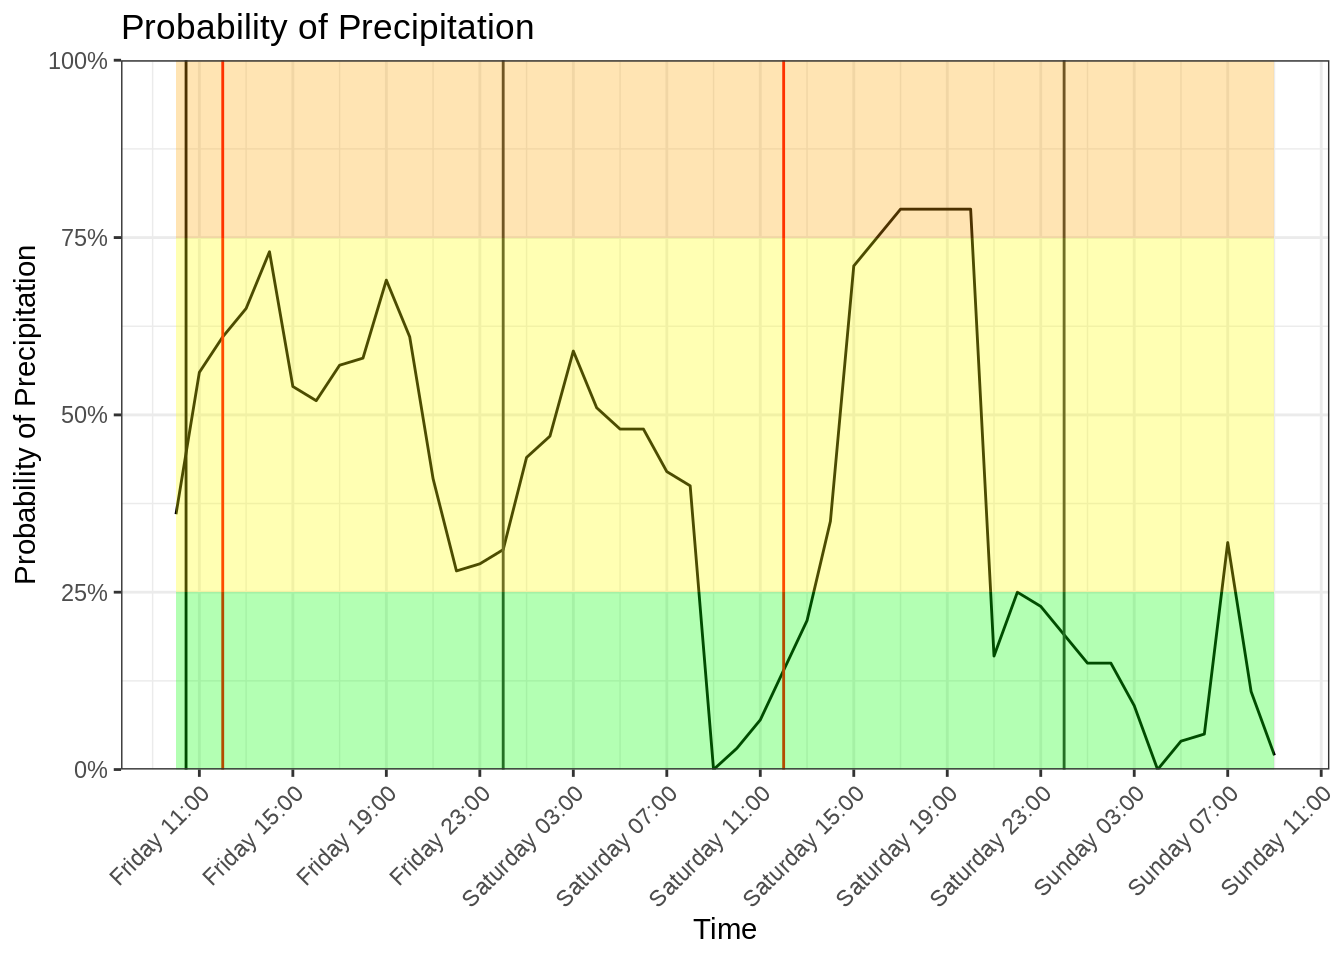 Probability of Precipitation
Probability of Precipitation
100%
75%
50%
25%
0%
Friday 11:00
Friday 15:00
Friday 19:00
Friday 23:00
Saturday 03:00
Saturday 07:00
Saturday 11:00
Saturday 15:00
Saturday 19:00
Saturday 23:00
Sunday 03:00
Sunday 07:00
Sunday 11:00
Time